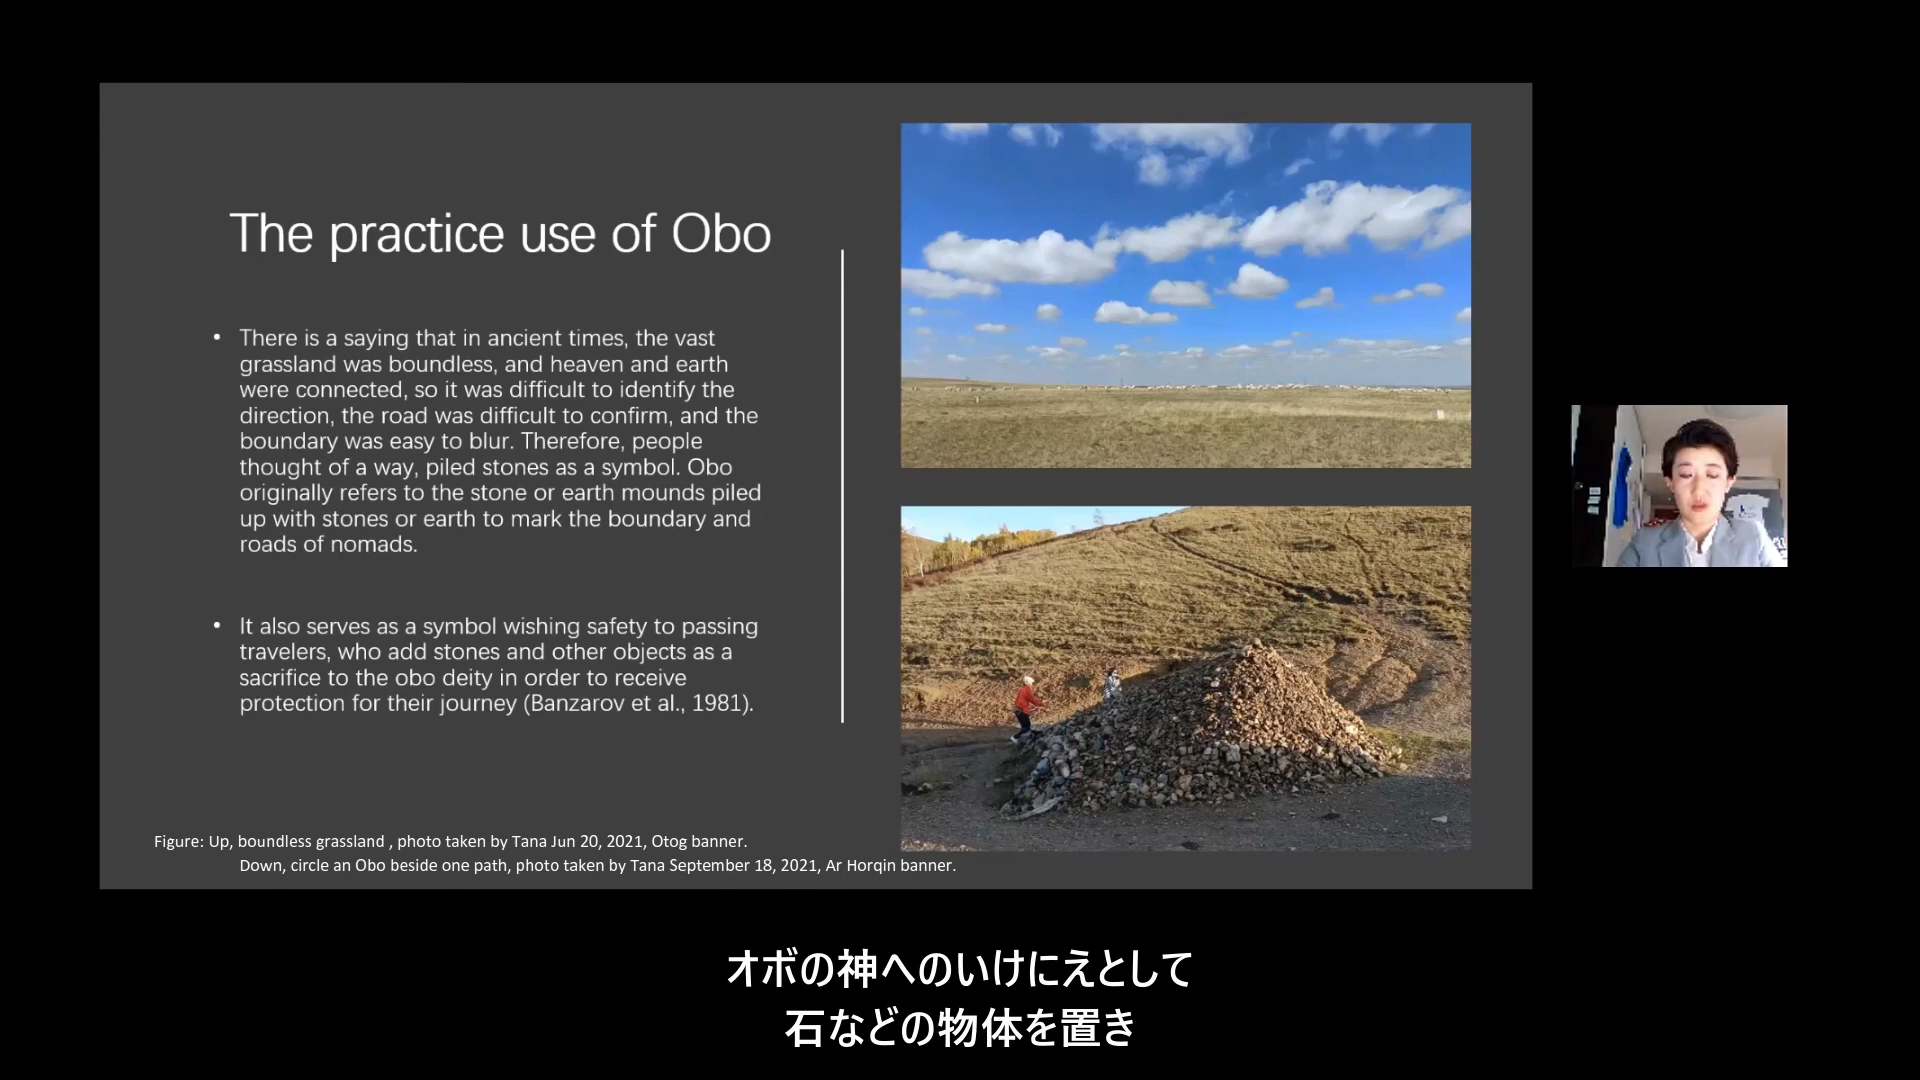 The practice use of Obo
• There is a saying that in ancient times, the vast
grassland was boundless, and heaven and earth
were connected, so it was difficult to identify the
direction, the road was difficult to confirm, and the
boundary was easy to blur. Therefore, people
thought of a way, piled stones as a symbol. Obo
originally refers to the stone or earth mounds piled
up with stones or earth to mark the boundary and
roads of nomads.
• It also serves as a symbol wishing safety to passing
travelers, who add stones and other objects as a
sacrifice to the obo deity in order to receive
protection for their journey (Banzarov et al., 1981).
Figure: Up, boundless grassland , photo taken by Tana Jun 20, 2021, Otog banner.
Down, circle an Obo beside one path, photo taken by Tana September 18, 2021, Ar Horqin banner.
オボの神へのいけにえとして
石などの物体を置き